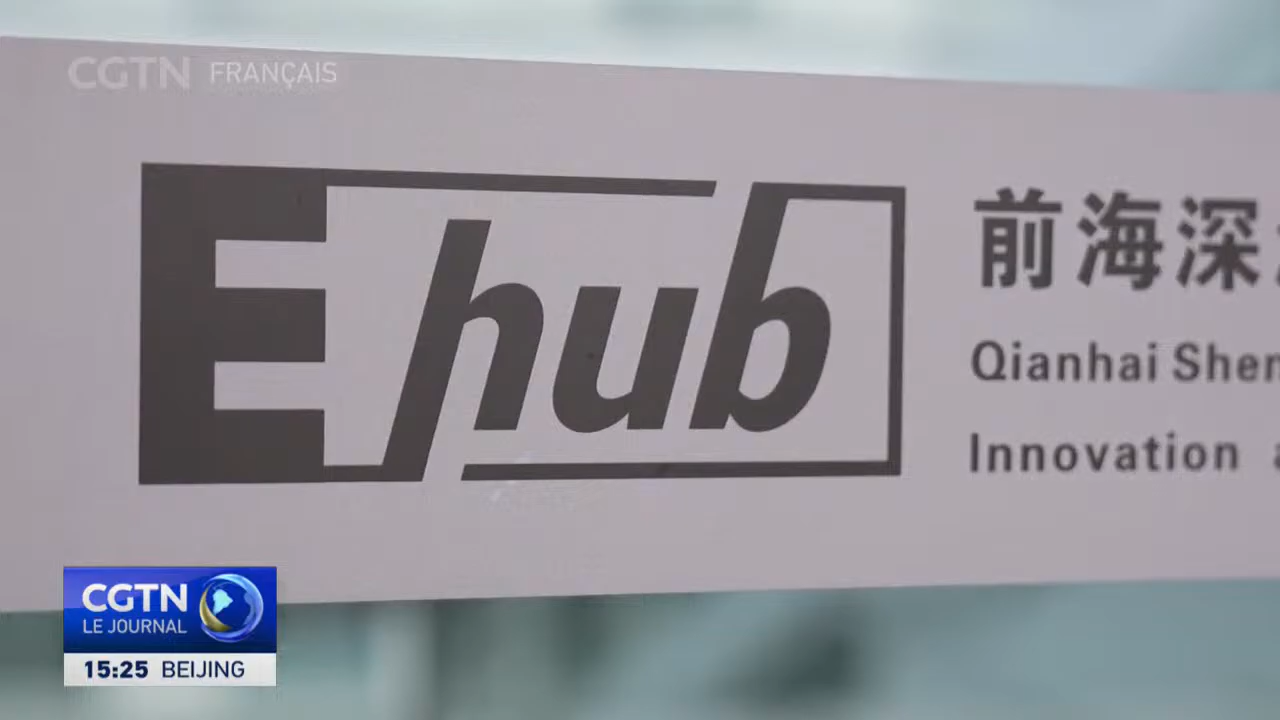 CGTN FRANÇAIS
Ehub
前海深
Qianhai Shen
Innovation
CGTN
LE JOURNAL
15:25 BEIJING